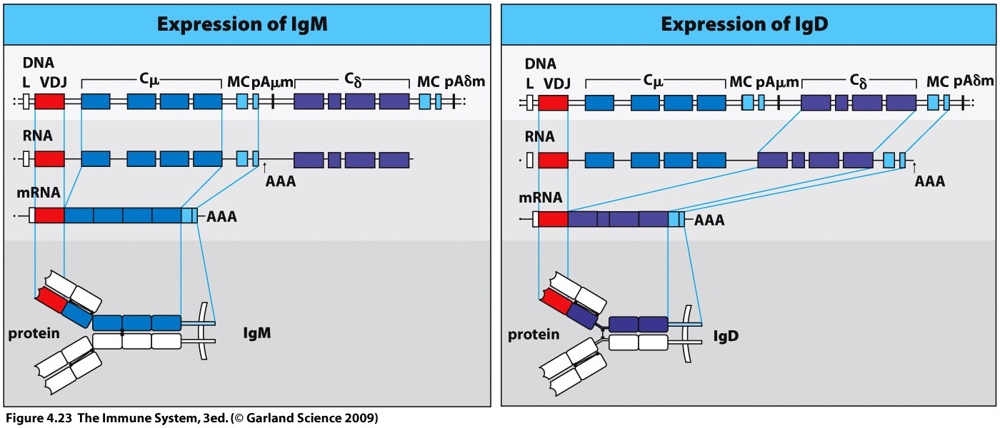 Expression of IgM
DNA
L VDJ Cμ MC pAμm Cδ MC pAδm
RNA
AAA
mRNA
AAA
protein
IgM
Expression of IgD
DNA
L VDJ Cμ MC pAμm Cδ MC pAδm
RNA
AAA
mRNA
AAA
protein
IgD
Figure 4.23 The Immune System, 3ed. (© Garland Science 2009)